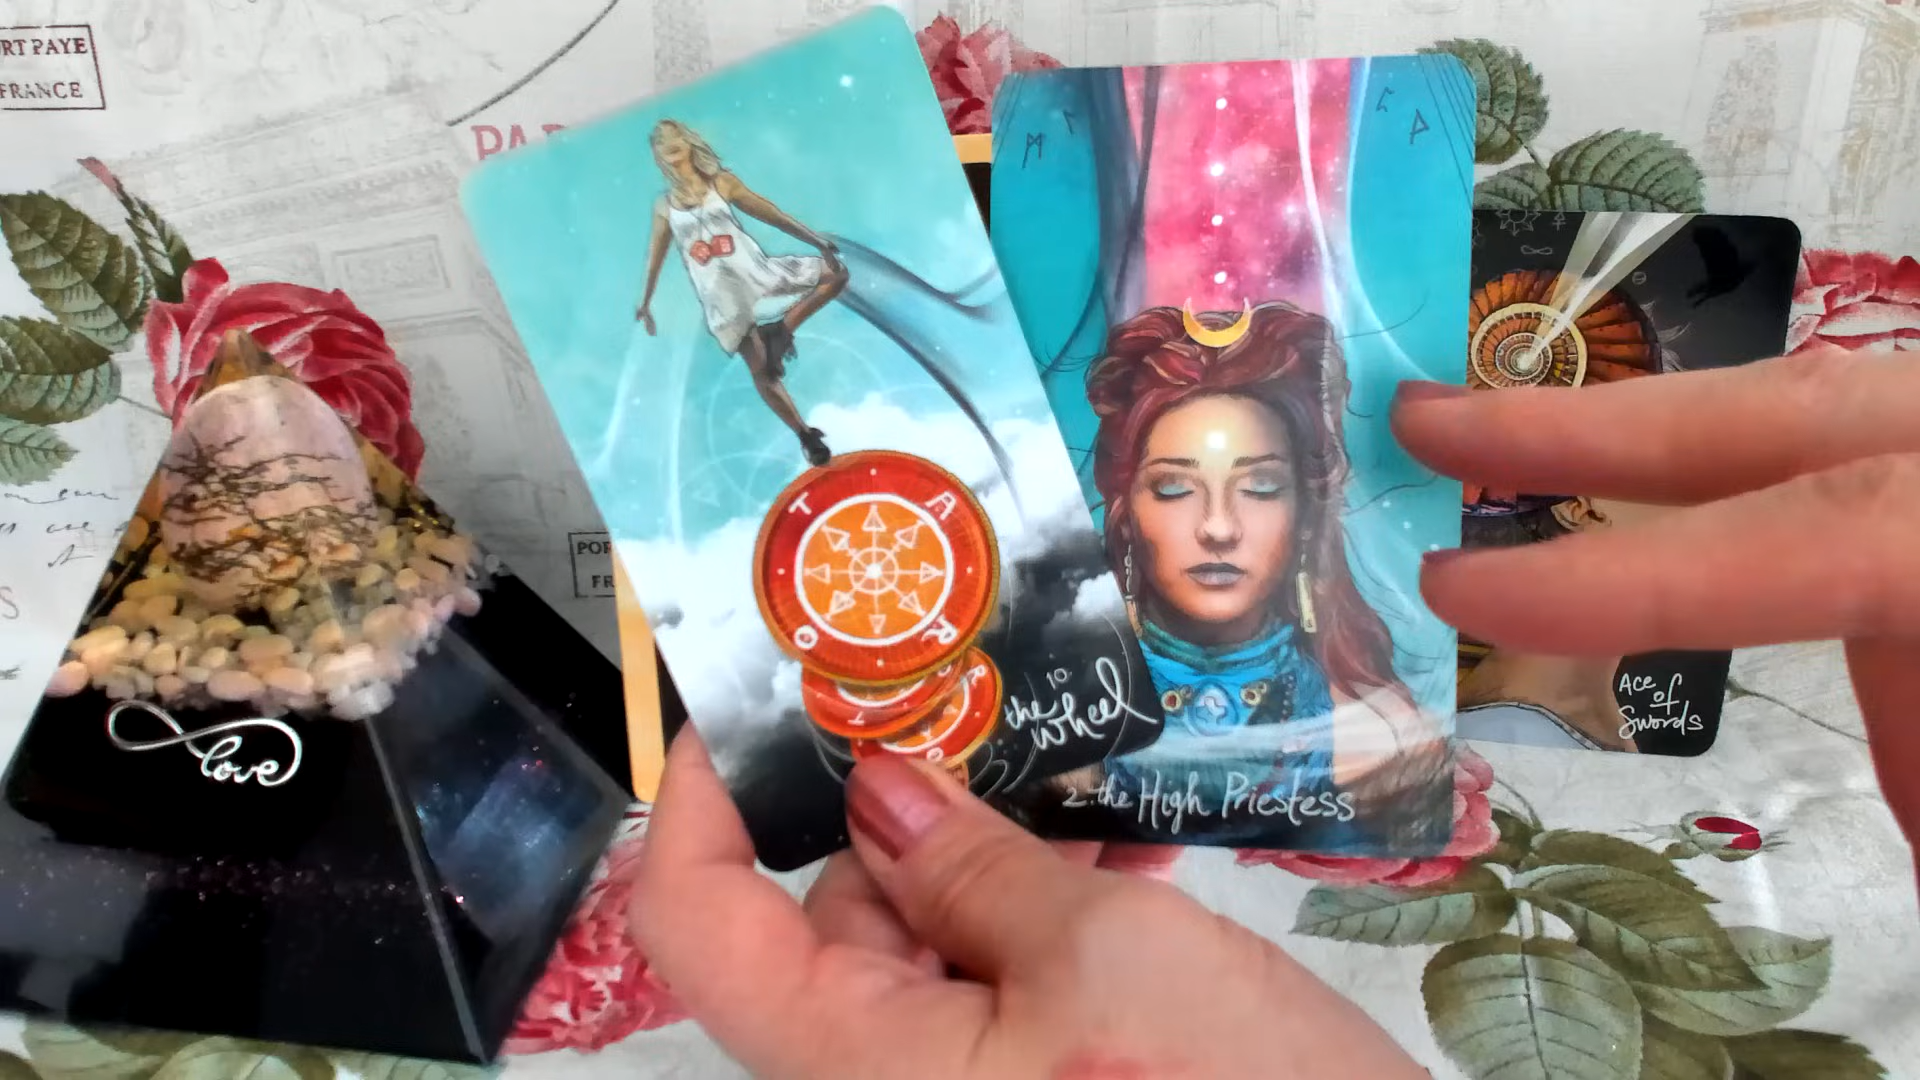 RT PAYE
FRANCE
PAR
POR
FR
T A R O
10
the
Wheel
2. the High Priestess
Ace
of
Swords
love